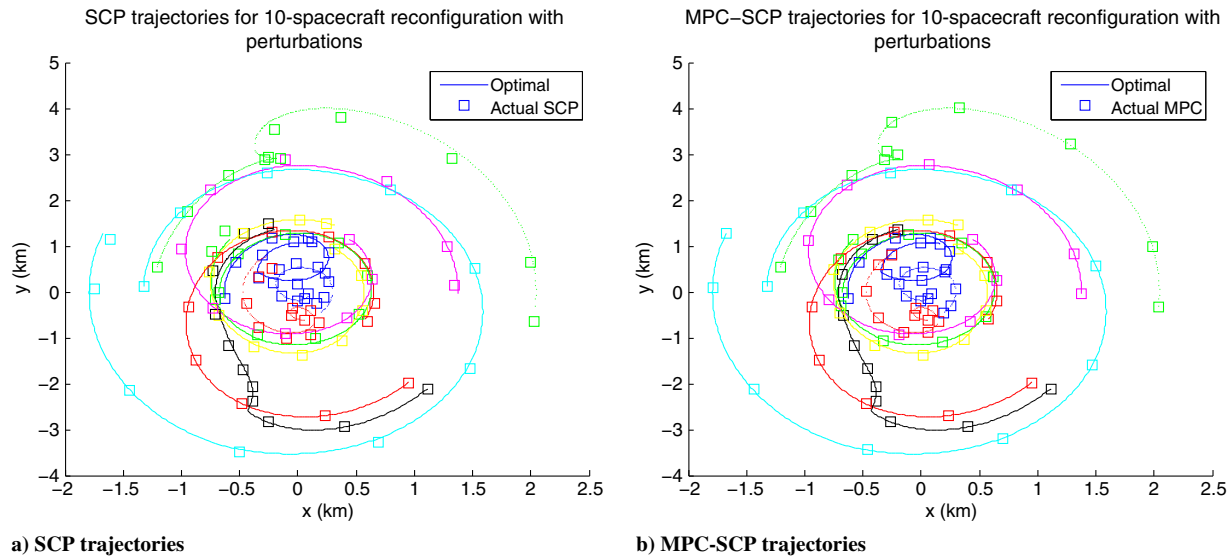 SCP trajectories for 10-spacecraft reconfiguration with
perturbations
5
4
3
2
1
0
−1
−2
−3
−4
y (km)
−2
−1.5
−1
−0.5
0
0.5
1
1.5
2
2.5
x (km)
Optimal
Actual SCP
a) SCP trajectories
MPC−SCP trajectories for 10-spacecraft reconfiguration with
perturbations
5
4
3
2
1
0
−1
−2
−3
−4
y (km)
−2
−1.5
−1
−0.5
0
0.5
1
1.5
2
2.5
x (km)
Optimal
Actual MPC
b) MPC-SCP trajectories